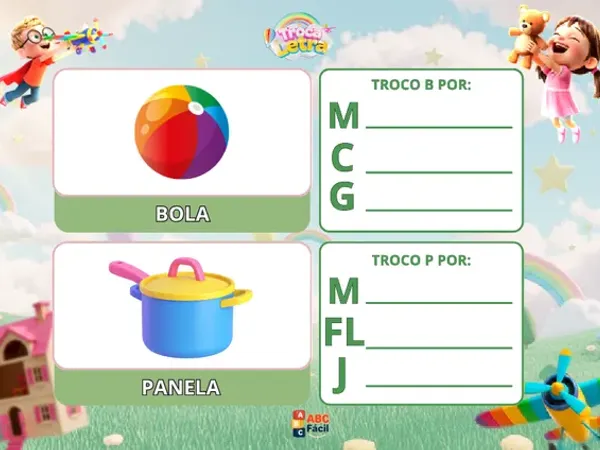 Troca
Letra
BOLA
TROCO B POR:
M
C
G
PANELA
TROCO P POR:
M
FL
J
A
B
C
ABC
Fácil